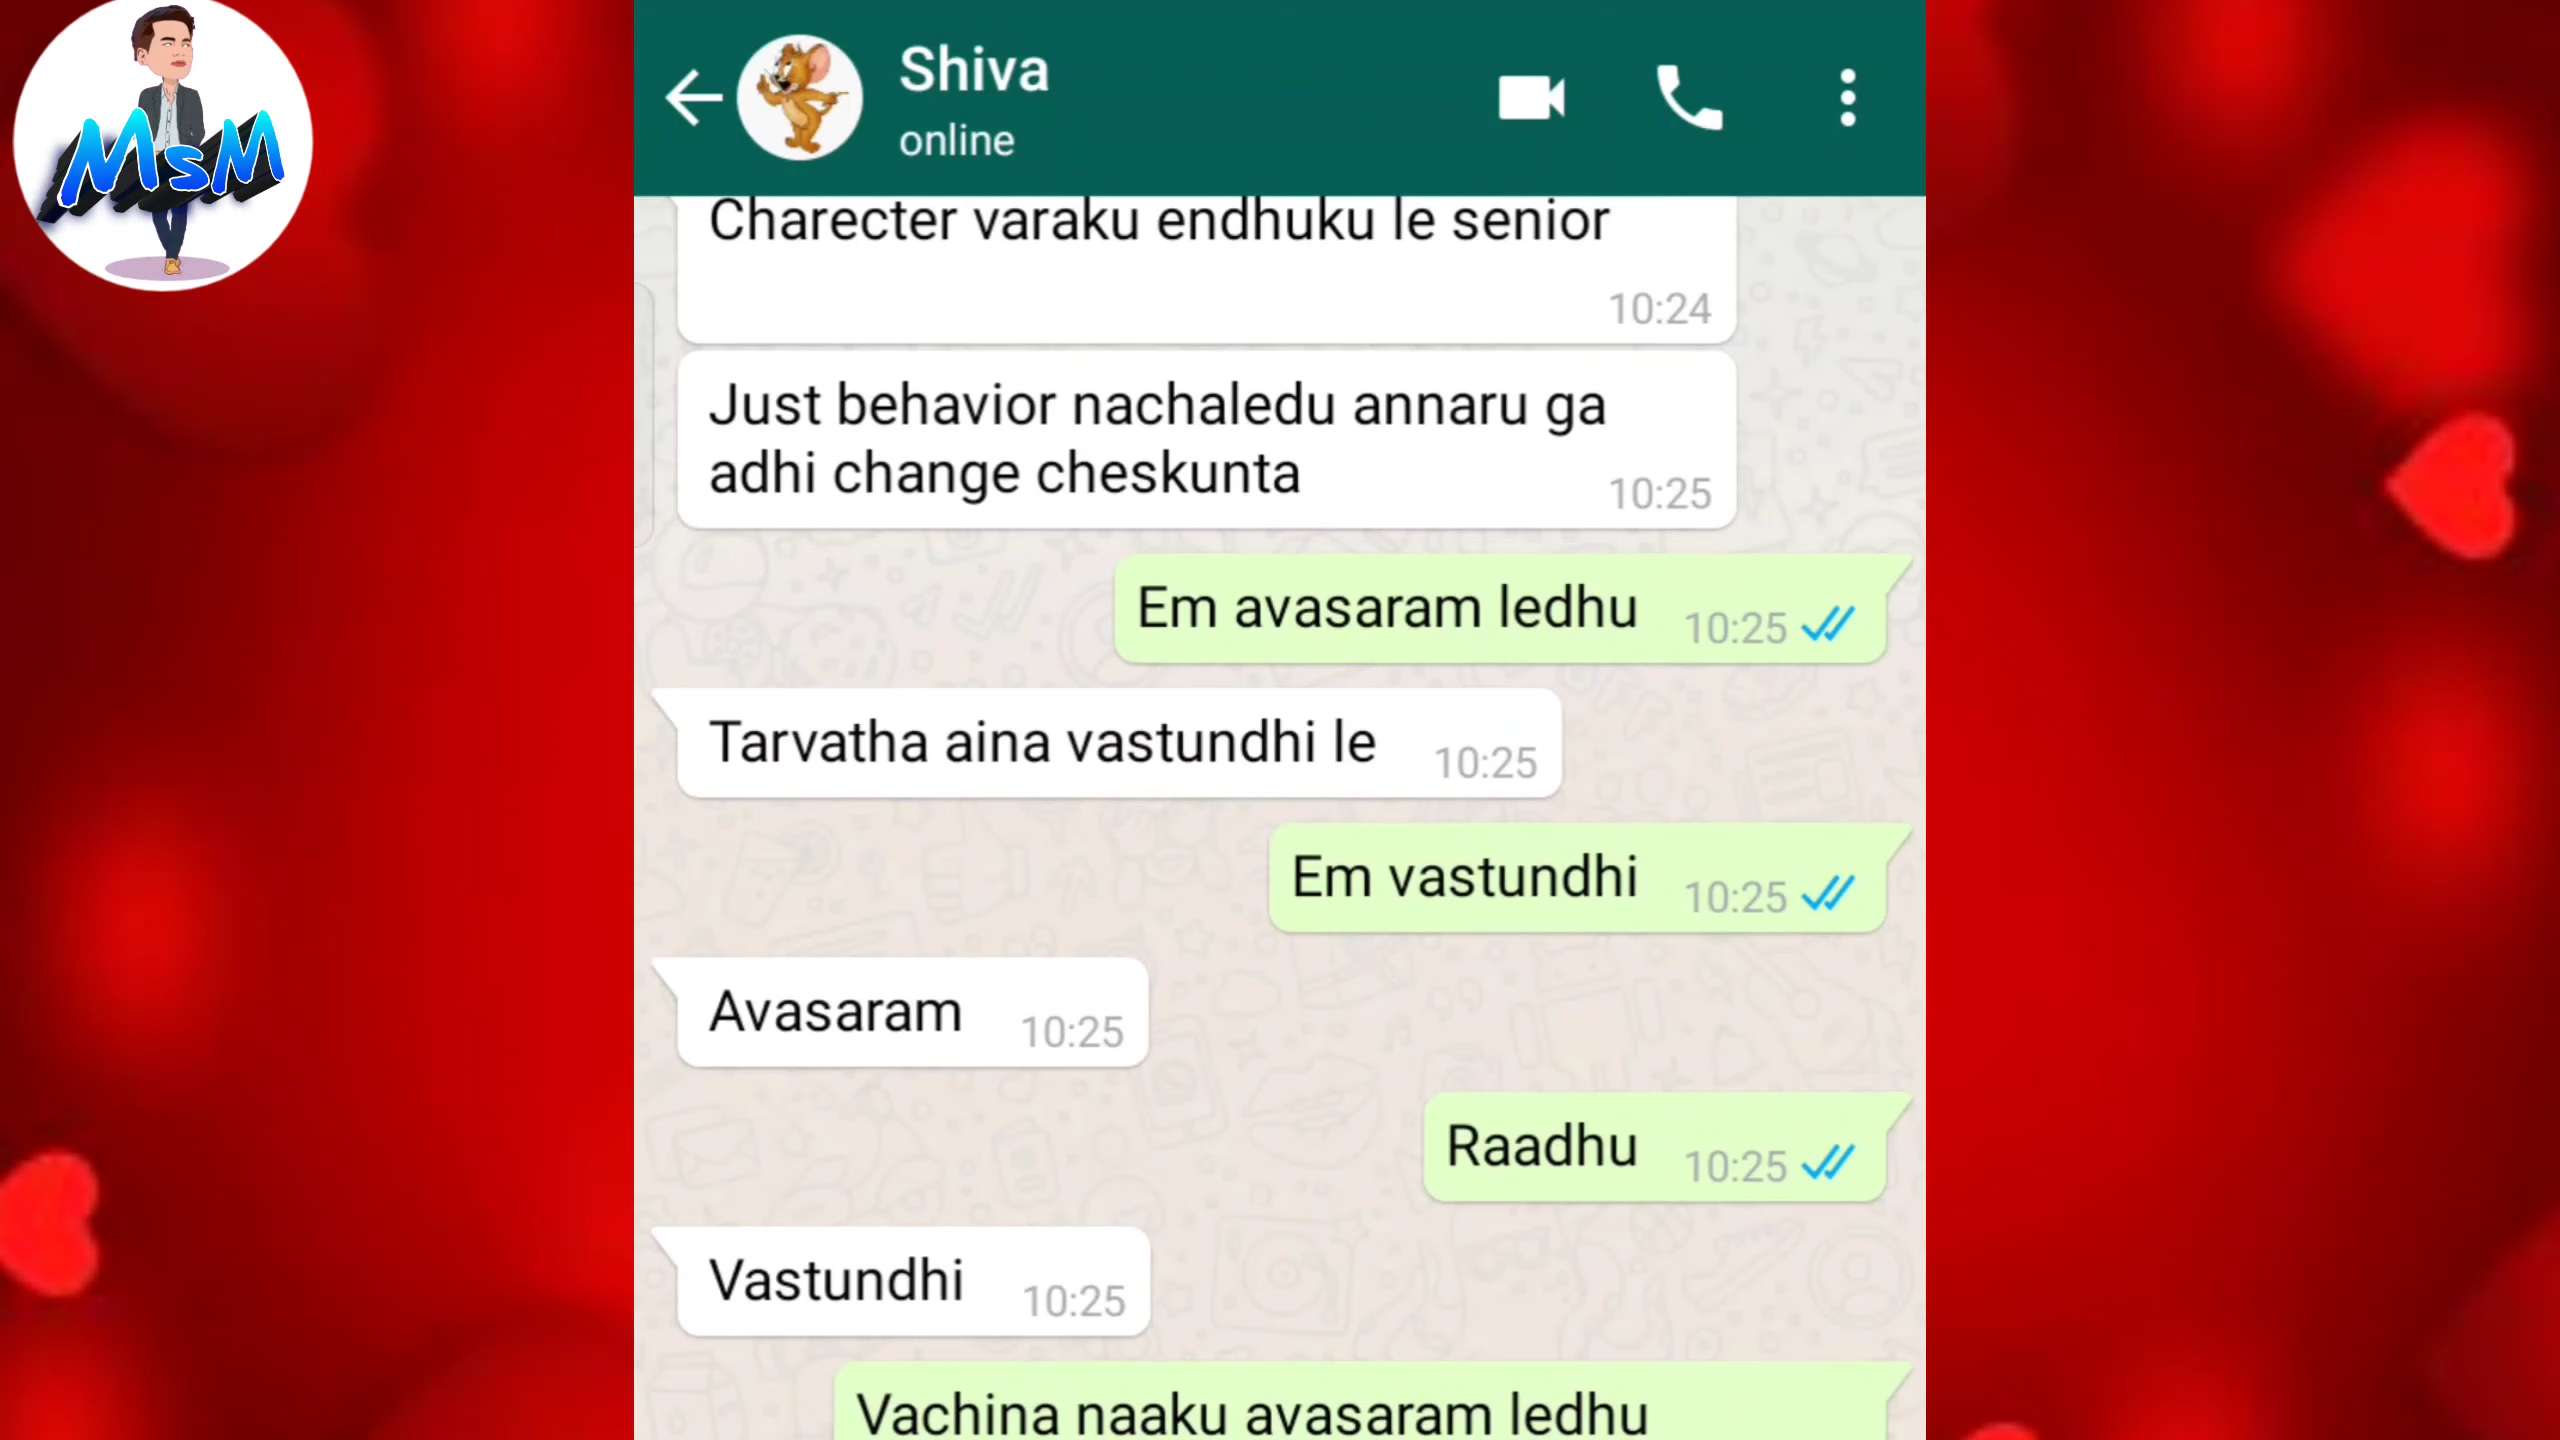 MsM
Shiva
online
Charecter varaku endhuku le senior
10:24
Just behavior nachaledu annaru ga
adhi change cheskunta
10:25
Em avasaram ledhu 10:25
Tarvatha aina vastundhi le 10:25
Em vastundhi 10:25
Avasaram 10:25
Raadhu 10:25
Vastundhi 10:25
Vachina naaku avasaram ledhu